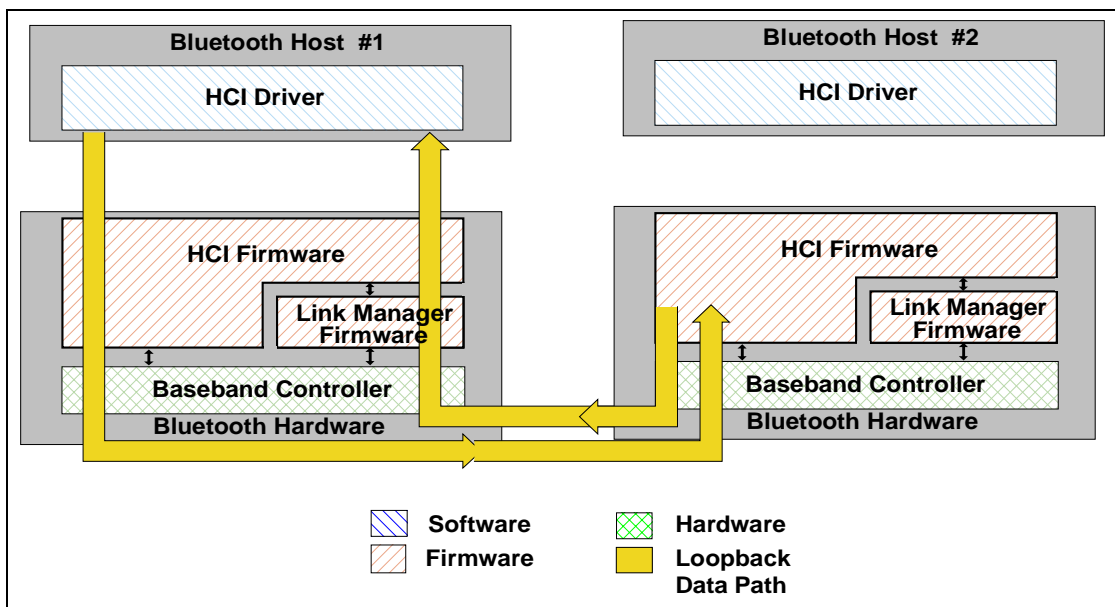 Bluetooth Host #1
HCI Driver
Bluetooth Host #2
HCI Driver
HCI Firmware
Link Manager
Firmware
Baseband Controller
Bluetooth Hardware
HCI Firmware
Link Manager
Firmware
Baseband Controller
Bluetooth Hardware
Software
Firmware
Hardware
Loopback
Data Path